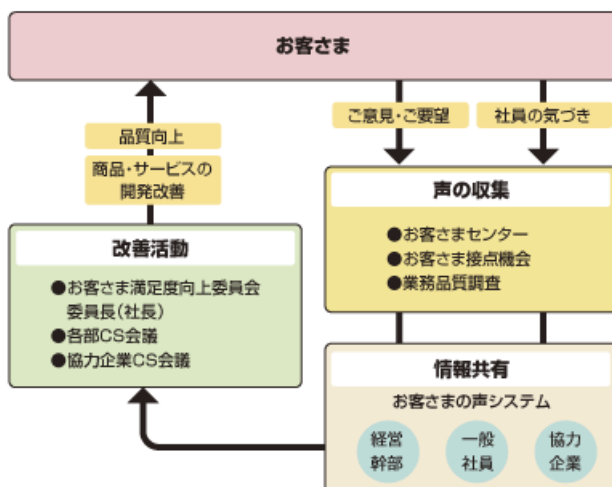 お客さま
品質向上
商品・サービスの
開発改善
ご意見・ご要望
社員の気づき
声の収集
●お客さまセンター
●お客さま接点機会
●業務品質調査
改善活動
●お客さま満足度向上委員会
委員長(社長)
●各部CS会議
●協力企業CS会議
情報共有
お客さまの声システム
経営
幹部
一般
社員
協力
企業